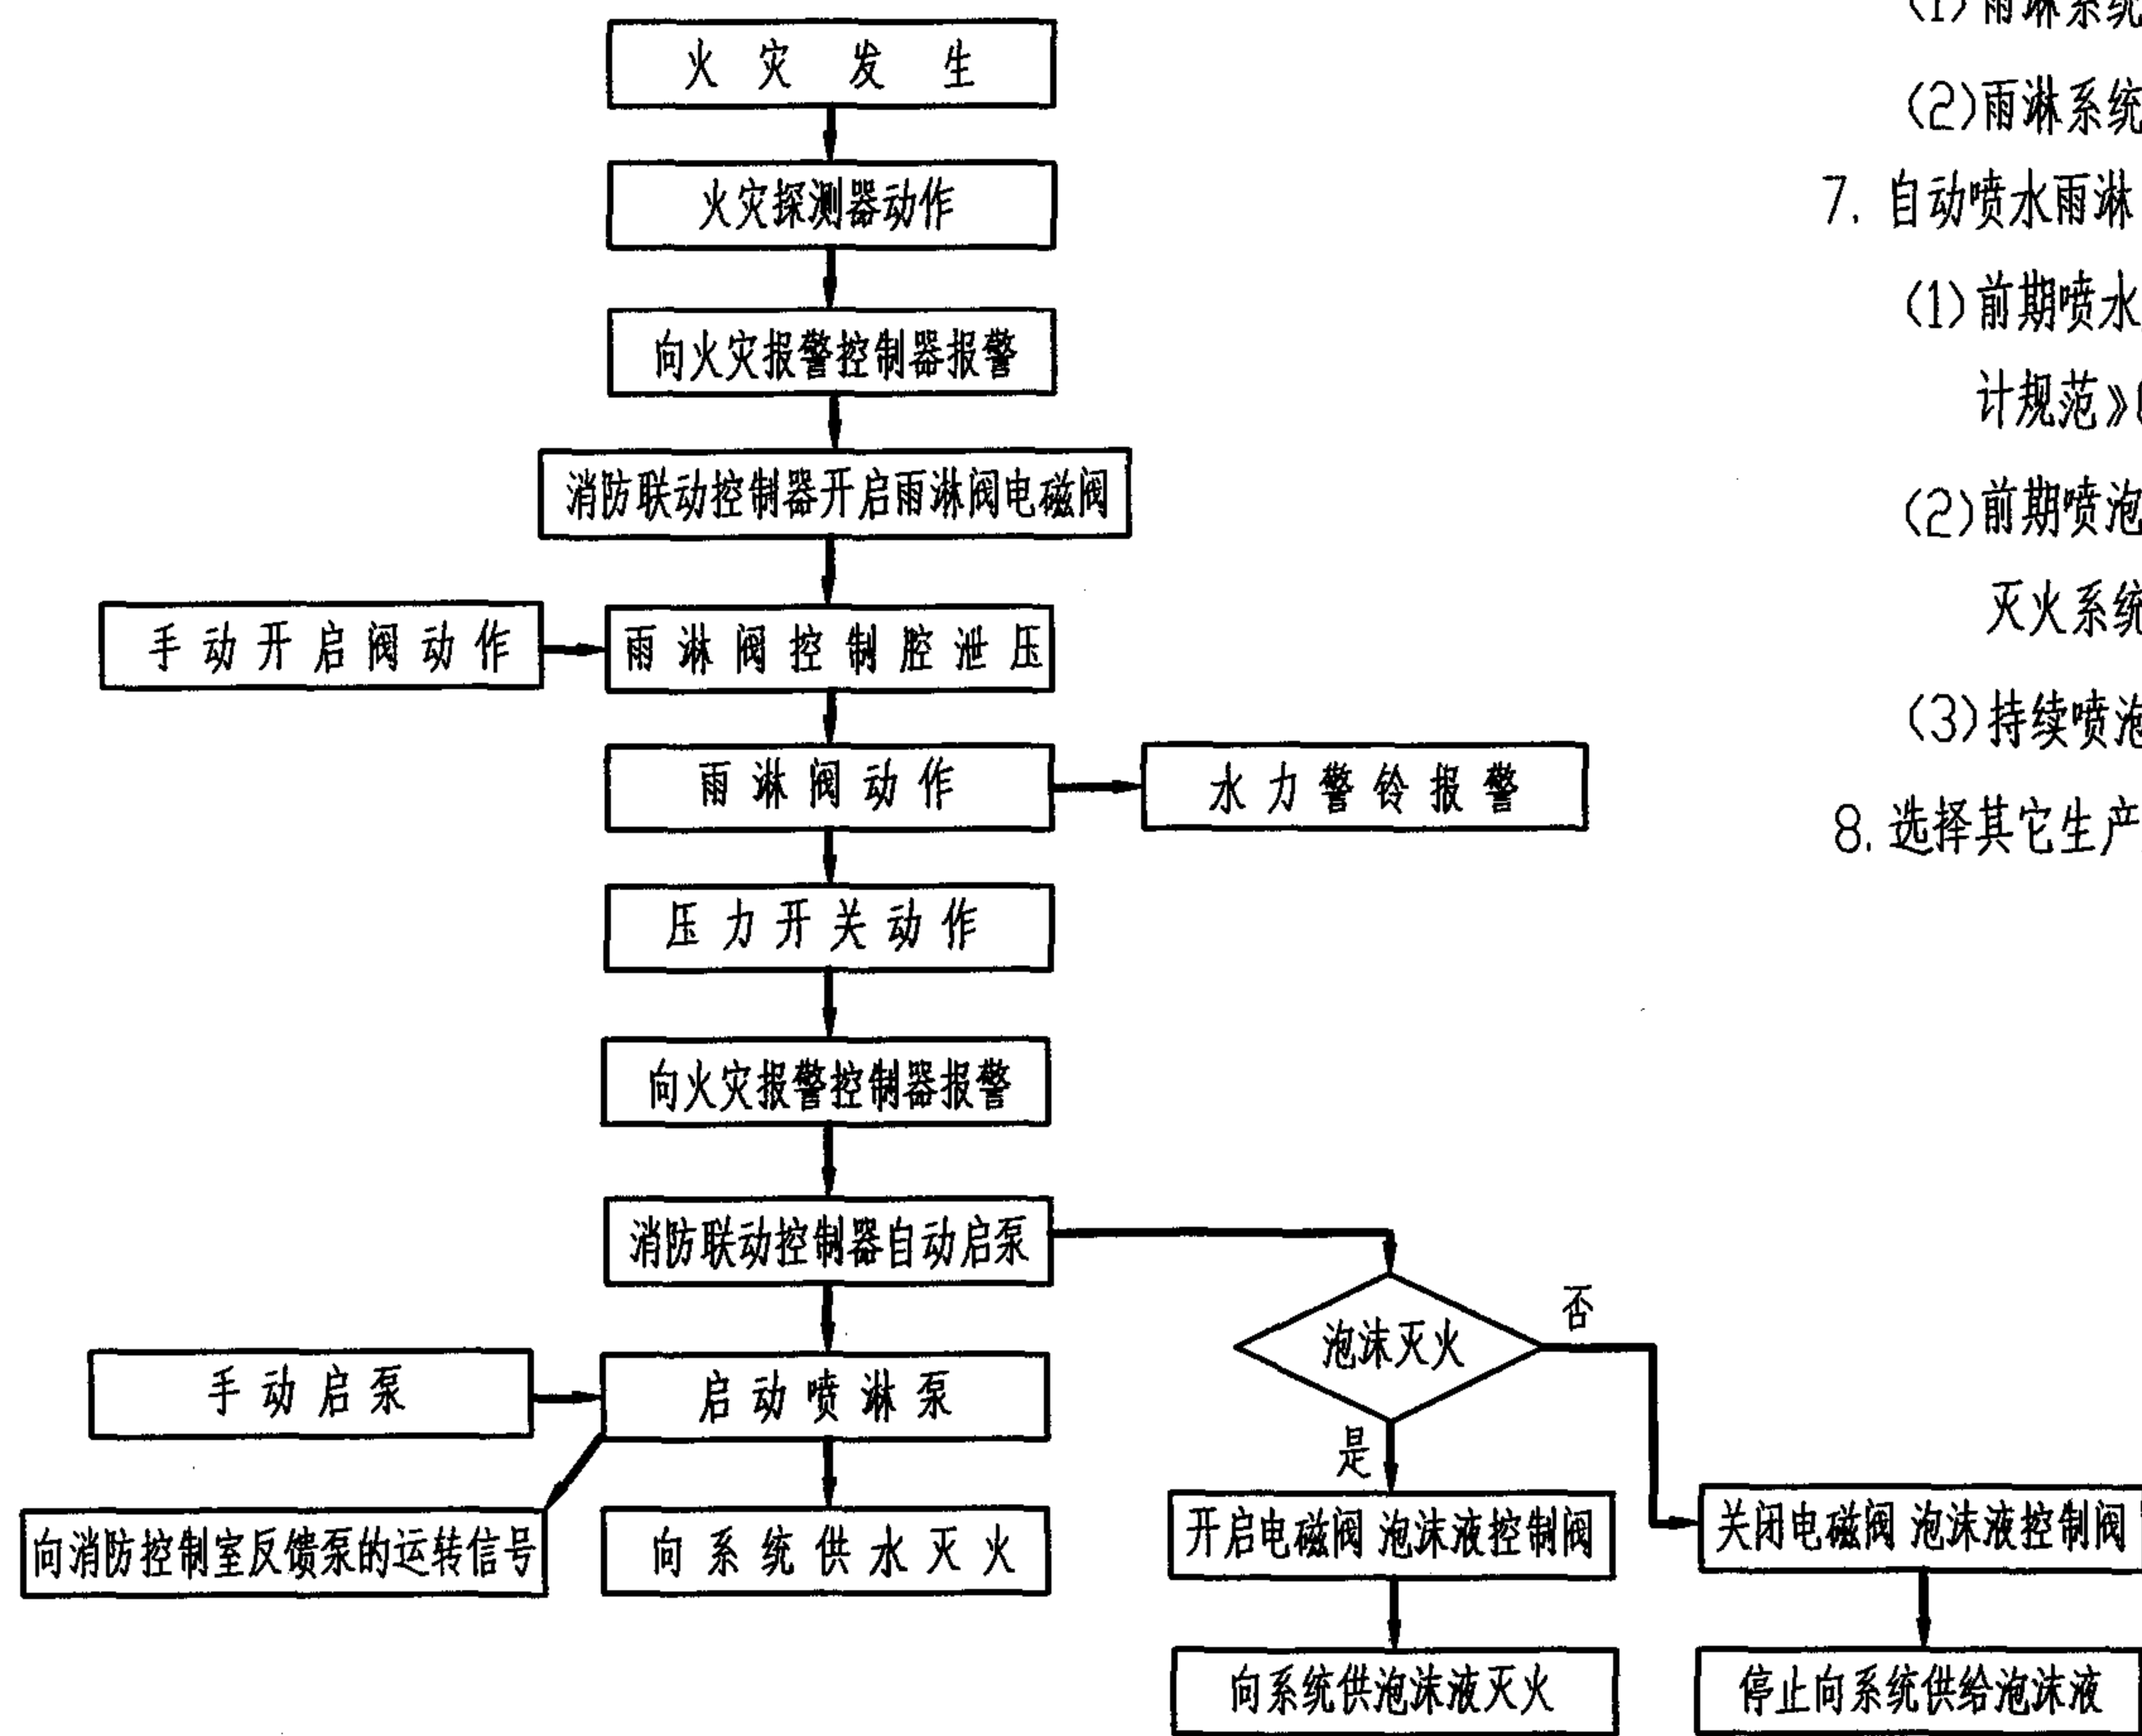 火灾发生
火灾探测器动作
向火灾报警控制器报警
消防联动控制器开启雨淋阀电磁阀
手动开启阀动作
雨淋阀控制腔泄压
雨淋阀动作
水力警铃报警
压力开关动作
向火灾报警控制器报警
消防联动控制器自动启泵
泡沫灭火
否
是
手动启泵
启动喷淋泵
向消防控制室反馈泵的运转信号
向系统供水灭火
开启电磁阀 泡沫液控制阀
关闭电磁阀 泡沫液控制阀
向系统供泡沫液灭火
停止向系统供给泡沫液
(1)雨淋系统
(2)雨淋系统
7. 自动喷水雨淋
(1)前期喷水
计规范》(
(2)前期喷泡
灭火系统
(3)持续喷泡
8. 选择其它生产